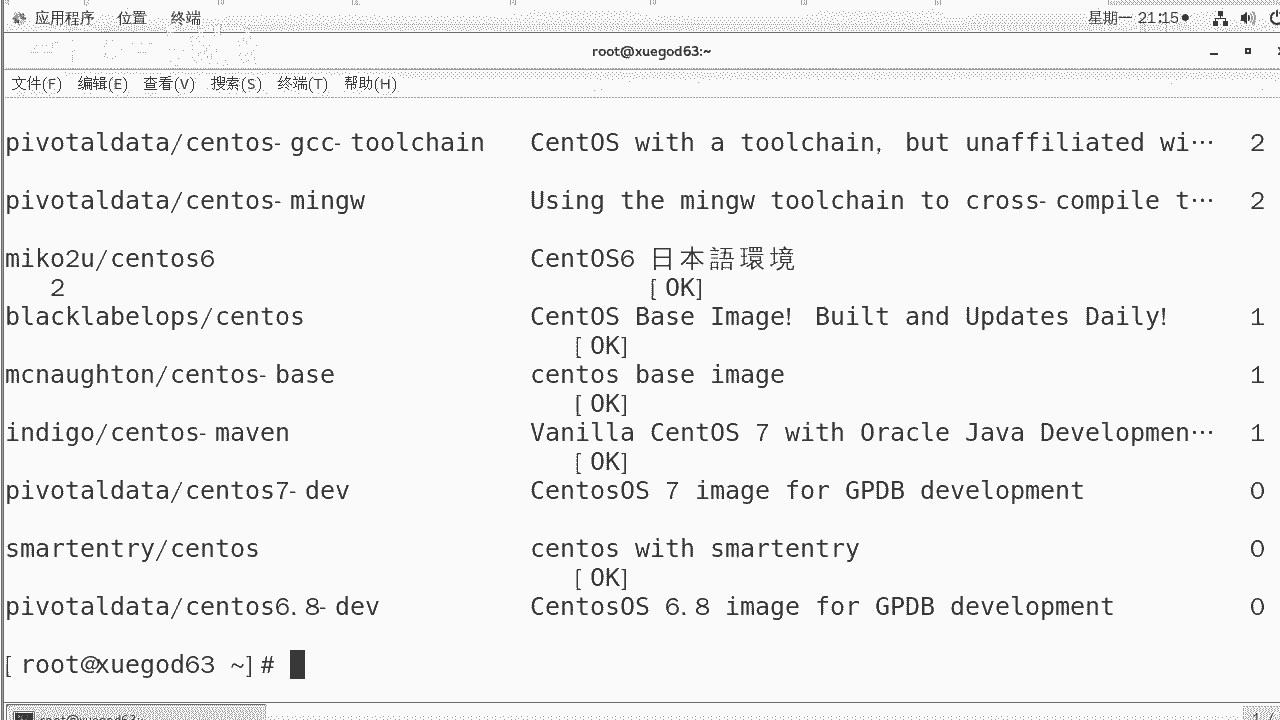 应用程序 位置 终端 星期一 21:15
root@xuegod63:~
文件(F) 编辑(E) 查看(V) 搜索(S) 终端(T) 帮助(H)
pivotaldata/centos-gcc-toolchain CentOS with a toolchain, but unaffiliated wi… 2
pivotaldata/centos-mingw Using the mingw toolchain to cross-compile t… 2
miko2u/centos6 CentOS6 日本語環境
2 [OK]
blacklabelops/centos CentOS Base Image! Built and Updates Daily! 1
[OK]
mcnaughton/centos-base centos base image 1
[OK]
indigo/centos-maven Vanilla CentOS 7 with Oracle Java Developmen… 1
[OK]
pivotaldata/centos7-dev CentosOS 7 image for GPDB development 0
smartentry/centos centos with smartentry 0
[OK]
pivotaldata/centos6.8-dev CentosOS 6.8 image for GPDB development 0
[root@xuegod63 ~]#